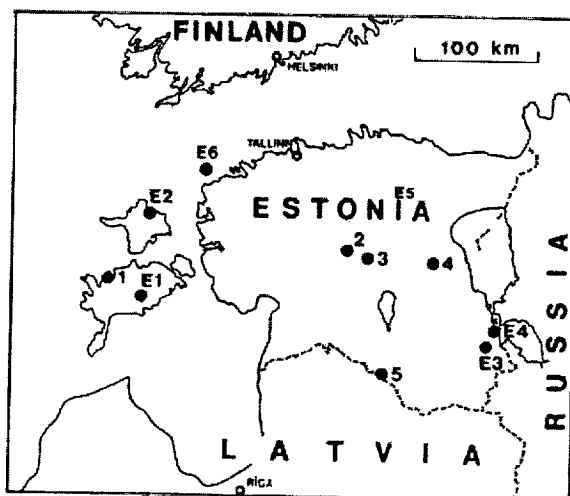 FINLAND
100 km
HELSINKI
TALLINN
E6
E5
E2
ESTONIA
2
3
4
1
E1
E4
E3
5
RUSSIA
LATVIA
RĪGA